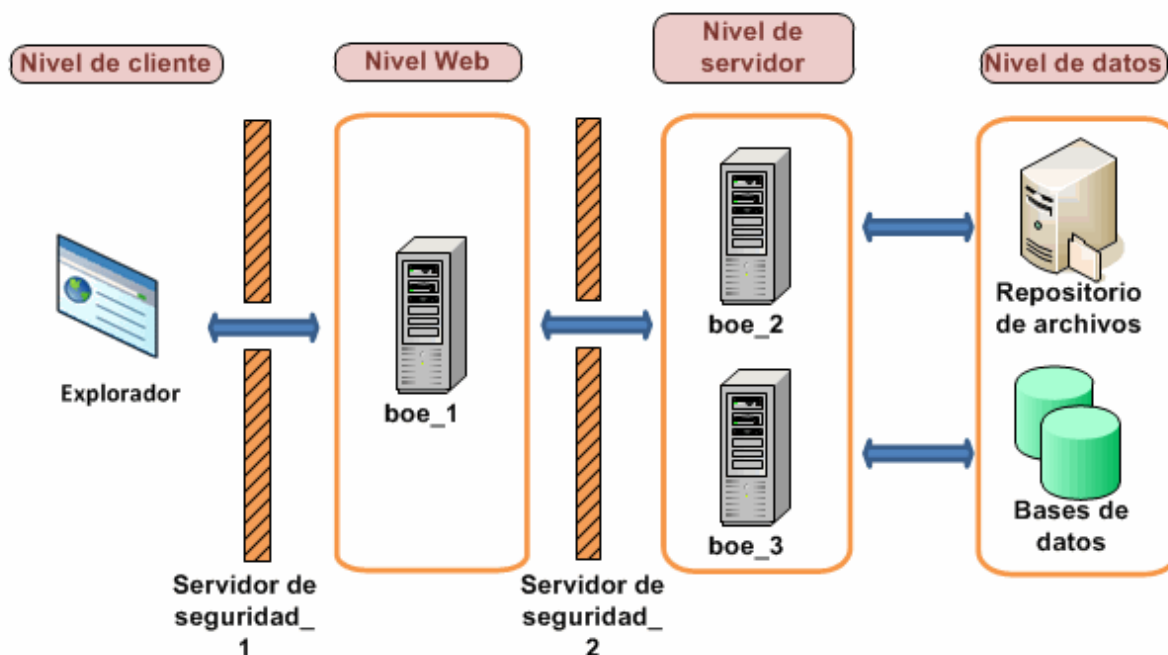 Nivel de cliente
Nivel Web
Nivel de
servidor
Nivel de datos
Explorador
boe_1
boe_2
boe_3
Repositorio
de archivos
Bases de
datos
Servidor de
seguridad_
1
Servidor de
seguridad_
2